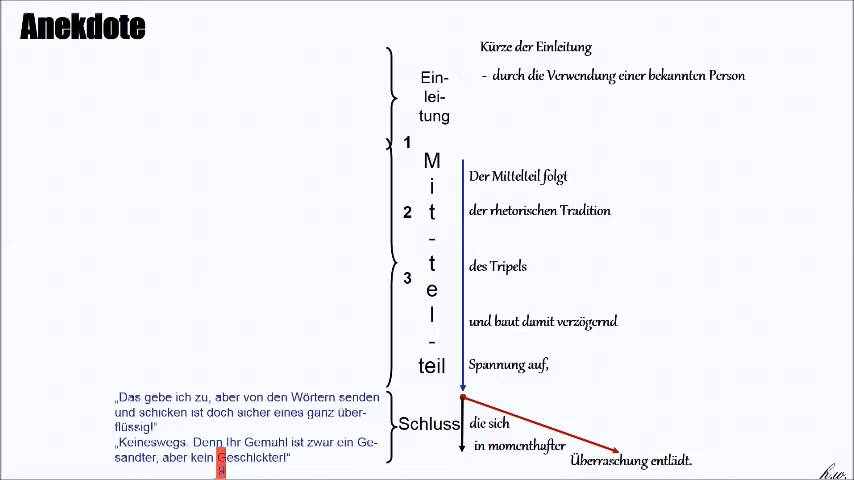 Anekdote
Kürze der Einleitung
- durch die Verwendung einer bekannten Person
Ein-
lei-
tung
1
2
3
M
i
t
-
t
e
l
-
teil
Der Mittelteil folgt
der rhetorischen Tradition
des Tripels
und baut damit verzögernd
Spannung auf,
„Das gebe ich zu, aber von den Wörtern senden
und schicken ist doch sicher eines ganz über-
flüssig!“
„Keineswegs. Denn Ihr Gemahl ist zwar ein Ge-
sandter, aber kein Geschickter!“
Schluss
die sich
in momenthafter
Überraschung entlädt.
h.w.